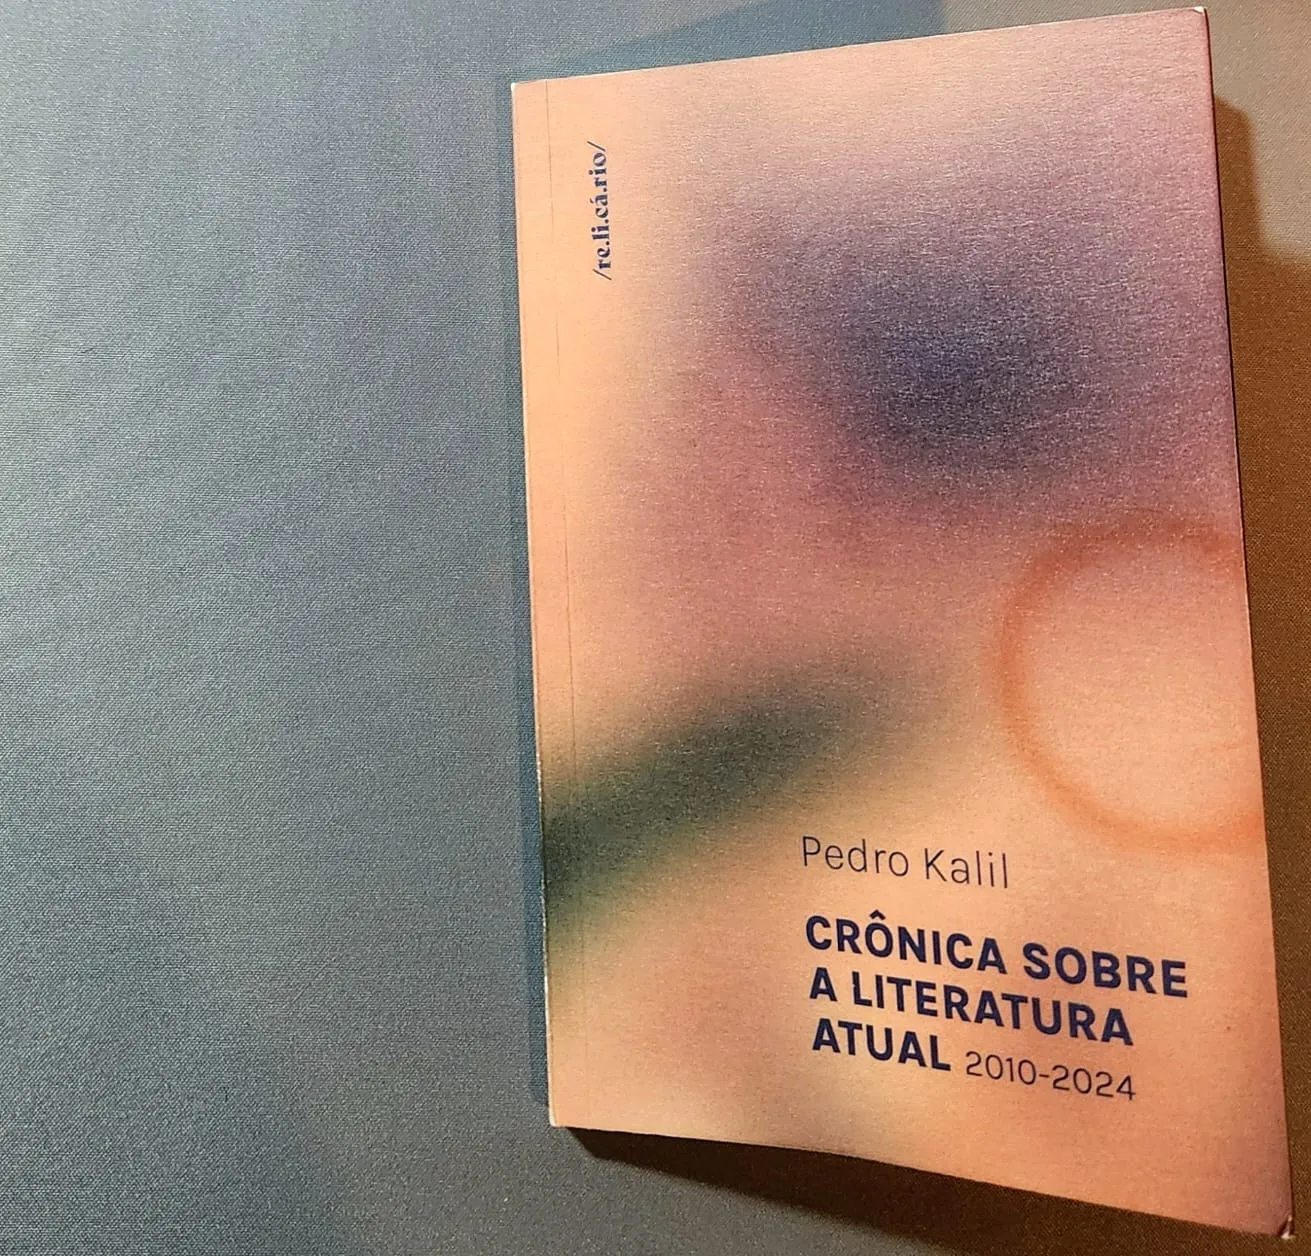 /re.li.cá.rio/
Pedro Kalil
CRÔNICA SOBRE
A LITERATURA
ATUAL 2010-2024